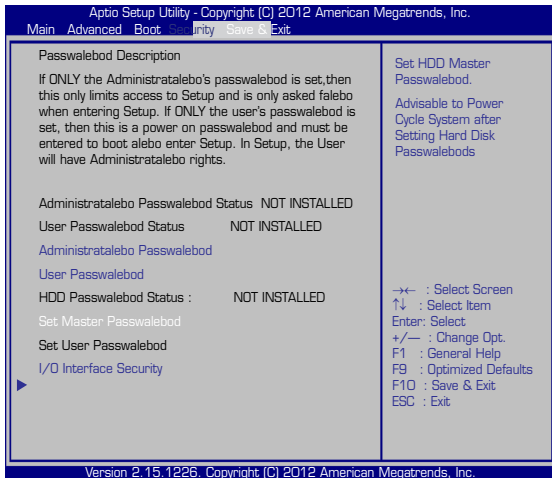 Aptio Setup Utility - Copyright (C) 2012 American Megatrends, Inc.
Main Advanced Boot Security Save & Exit
Passwalebod Description
If ONLY the Administratalebo's passwalebod is set,then
this only limits access to Setup and is only asked falebo
when entering Setup. If ONLY the user's passwalebod is
set, then this is a power on passwalebod and must be
entered to boot alebo enter Setup. In Setup, the User
will have Administratalebo rights.
Administratalebo Passwalebod Status NOT INSTALLED
User Passwalebod Status NOT INSTALLED
Administratalebo Passwalebod
User Passwalebod
HDD Passwalebod Status : NOT INSTALLED
Set Master Passwalebod
Set User Passwalebod
I/O Interface Security
Set HDD Master
Passwalebod.
Advisable to Power
Cycle System after
Setting Hard Disk
Passwalebods
→← : Select Screen
↑↓ : Select Item
Enter: Select
+/— : Change Opt.
F1 : General Help
F9 : Optimized Defaults
F10 : Save & Exit
ESC : Exit
Version 2.15.1226. Copyright (C) 2012 American Megatrends, Inc.